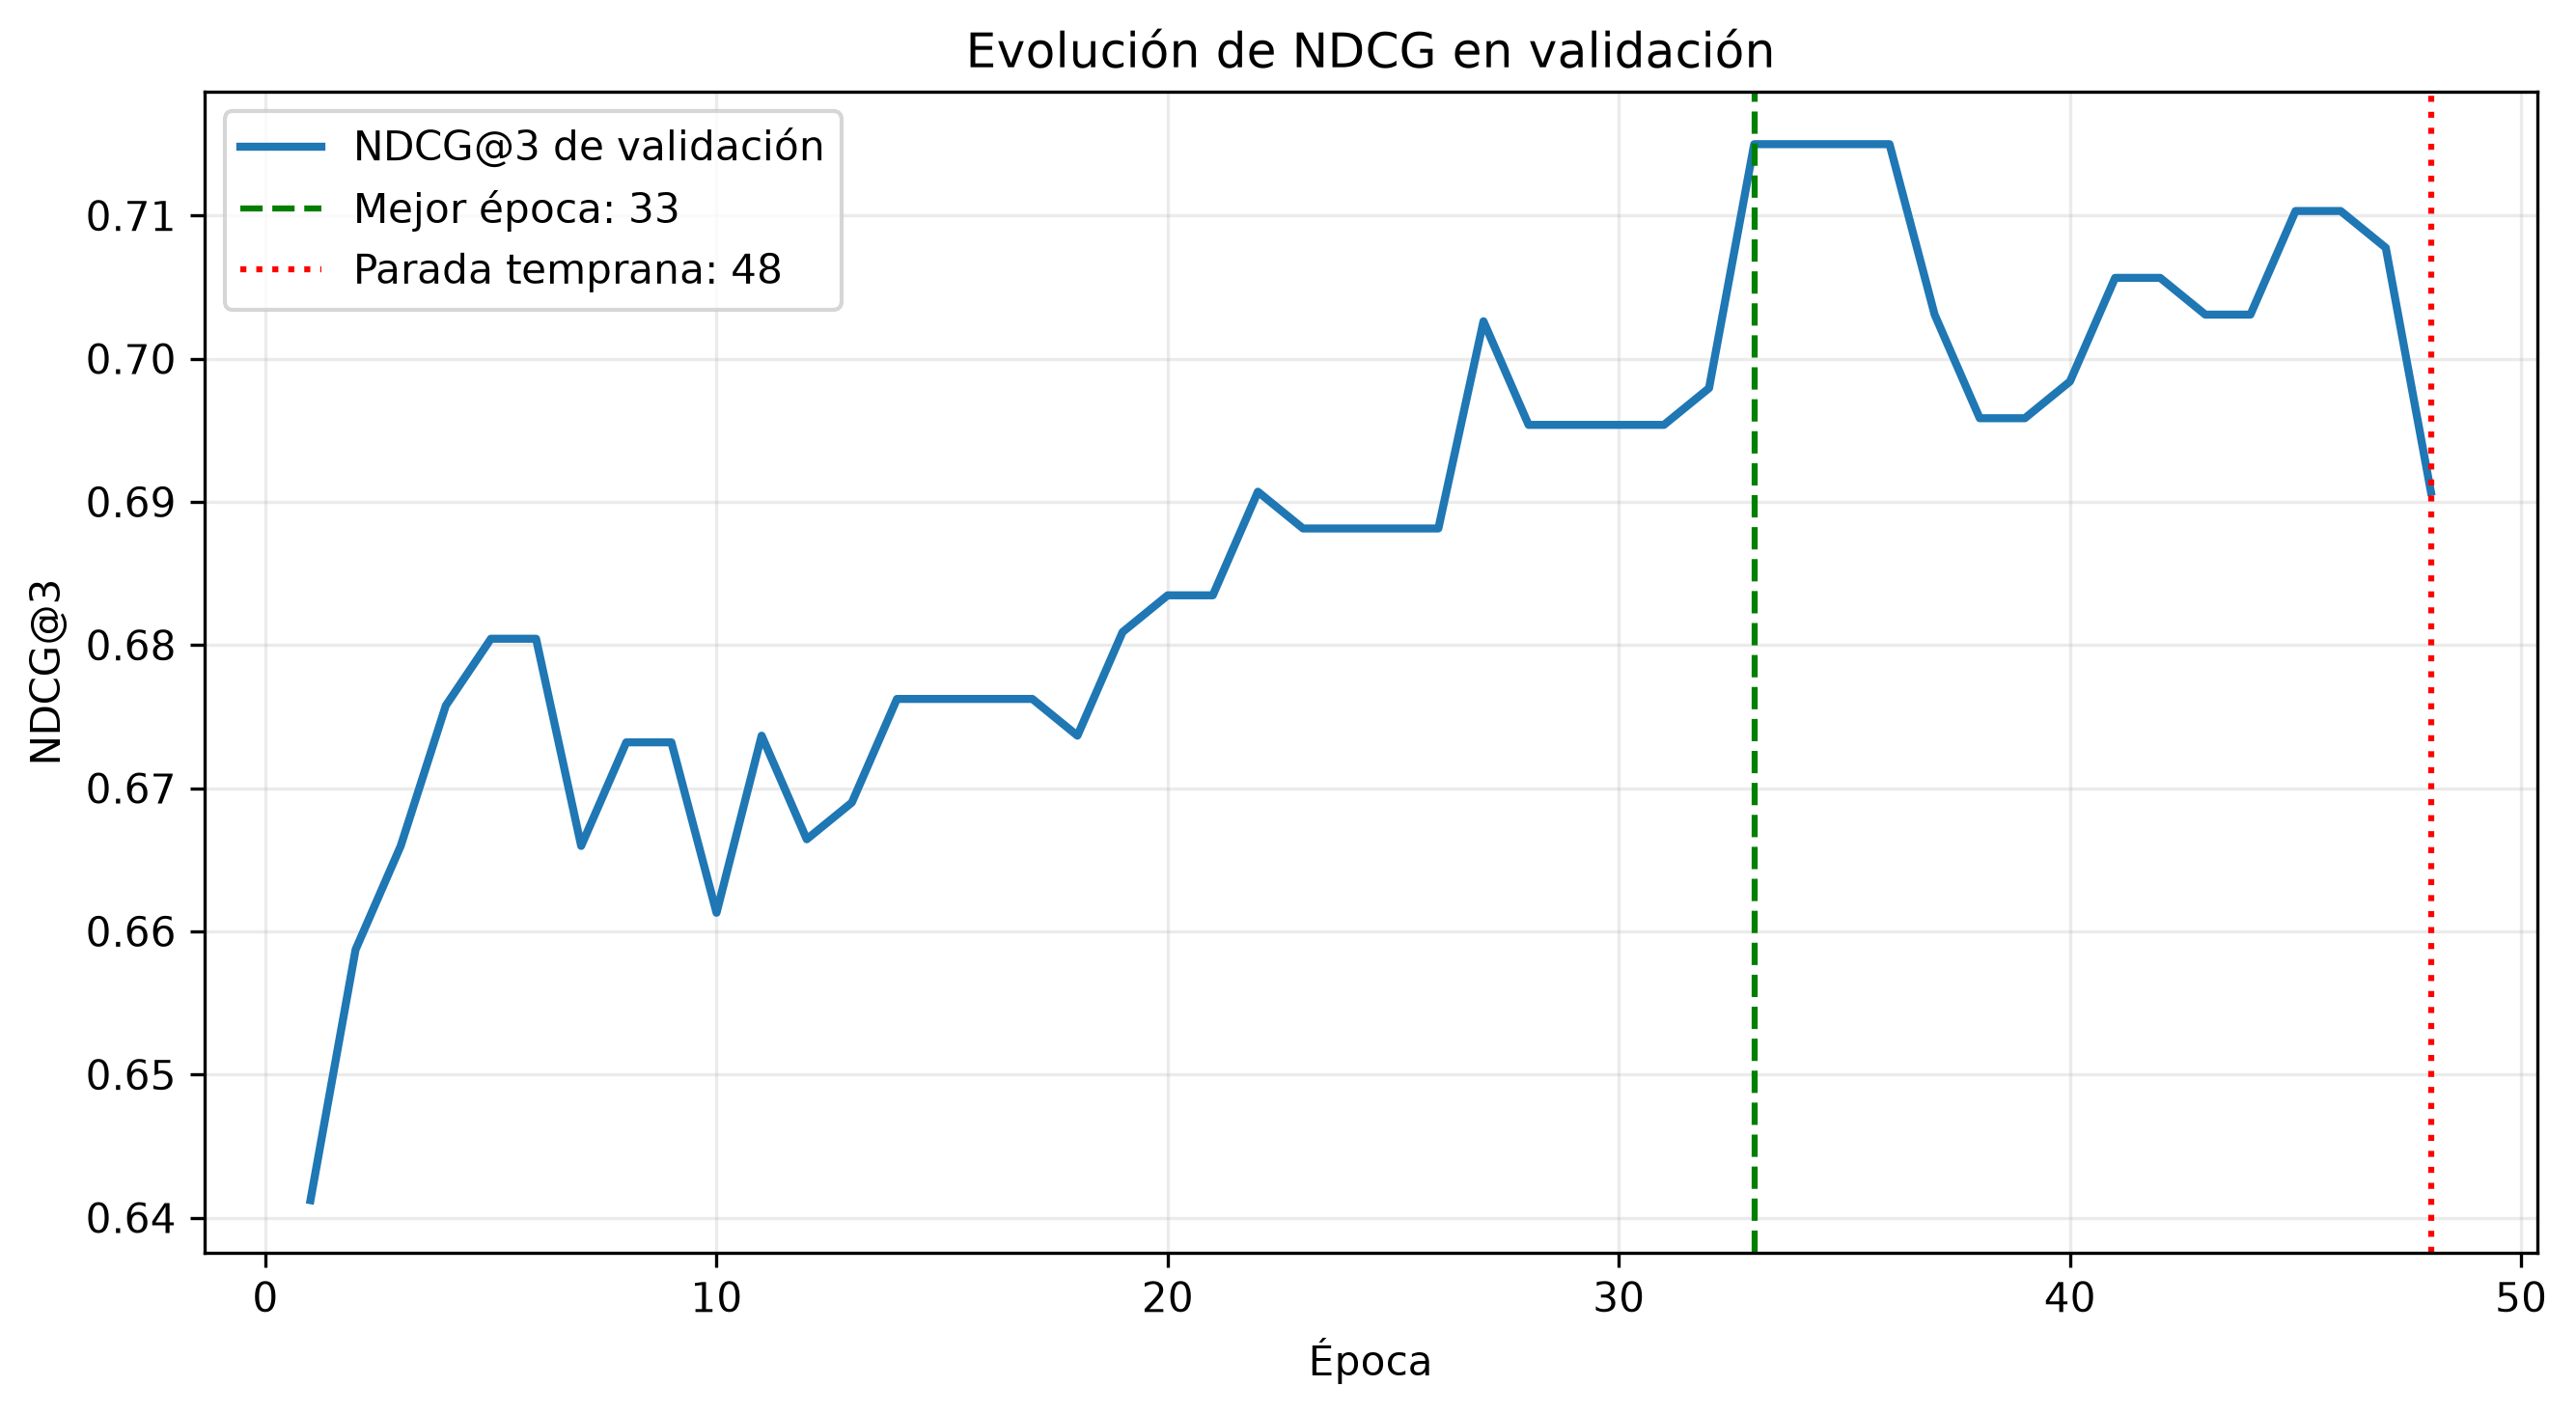 Evolución de NDCG en validación
NDCG@3 de validación
Mejor época: 33
Parada temprana: 48
0.71
0.70
0.69
0.68
0.67
0.66
0.65
0.64
NDCG@3
0 10 20 30 40 50
Época